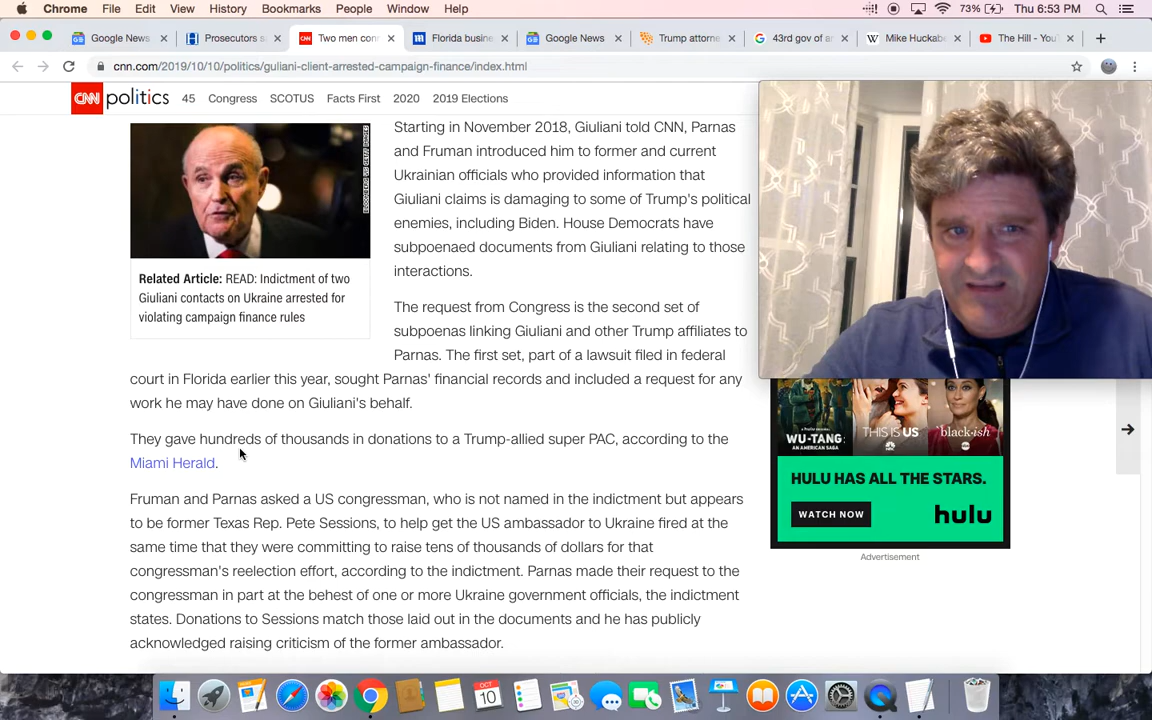 Chrome File Edit View History Bookmarks People Window Help 73% Thu 6:53 PM
Google News Prosecutors s Two men con Florida busine Google News Trump attorne 43rd gov of ar Mike Huckab The Hill - You
cnn.com/2019/10/10/politics/guliani-client-arrested-campaign-finance/index.html
CNN politics 45 Congress SCOTUS Facts First 2020 2019 Elections
Starting in November 2018, Giuliani told CNN, Parnas
and Fruman introduced him to former and current
Ukrainian officials who provided information that
Giuliani claims is damaging to some of Trump's political
enemies, including Biden. House Democrats have
subpoenaed documents from Giuliani relating to those
interactions.
Related Article: READ: Indictment of two
Giuliani contacts on Ukraine arrested for
violating campaign finance rules
The request from Congress is the second set of
subpoenas linking Giuliani and other Trump affiliates to
Parnas. The first set, part of a lawsuit filed in federal
court in Florida earlier this year, sought Parnas' financial records and included a request for any
work he may have done on Giuliani's behalf.
They gave hundreds of thousands in donations to a Trump-allied super PAC, according to the
Miami Herald.
Fruman and Parnas asked a US congressman, who is not named in the indictment but appears
to be former Texas Rep. Pete Sessions, to help get the US ambassador to Ukraine fired at the
same time that they were committing to raise tens of thousands of dollars for that
congressman's reelection effort, according to the indictment. Parnas made their request to the
congressman in part at the behest of one or more Ukraine government officials, the indictment
states. Donations to Sessions match those laid out in the documents and he has publicly
acknowledged raising criticism of the former ambassador.
WU-TANG
AN AMERICAN SAGA
THIS IS US
black-ish
HULU HAS ALL THE STARS.
WATCH NOW hulu
Advertisement
OCT
10